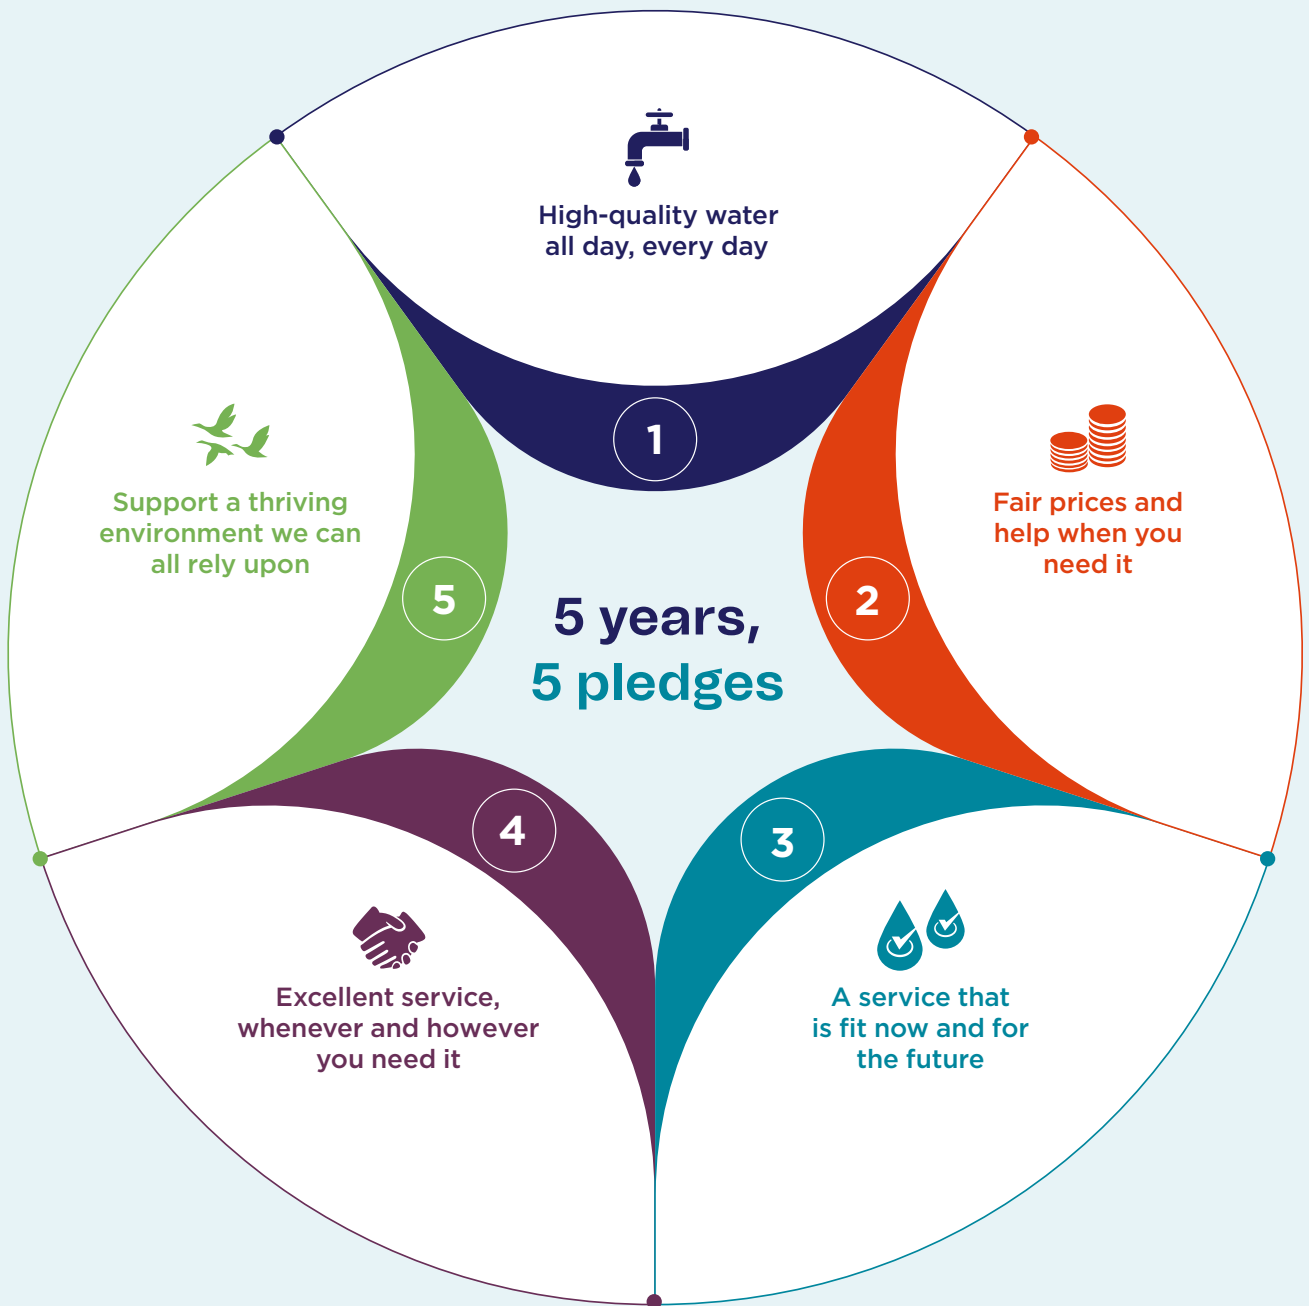 High-quality water
all day, every day
1
Fair prices and
help when you
need it
2
A service that
is fit now and for
the future
3
Excellent service,
whenever and however
you need it
4
Support a thriving
environment we can
all rely upon
5
5 years,
5 pledges